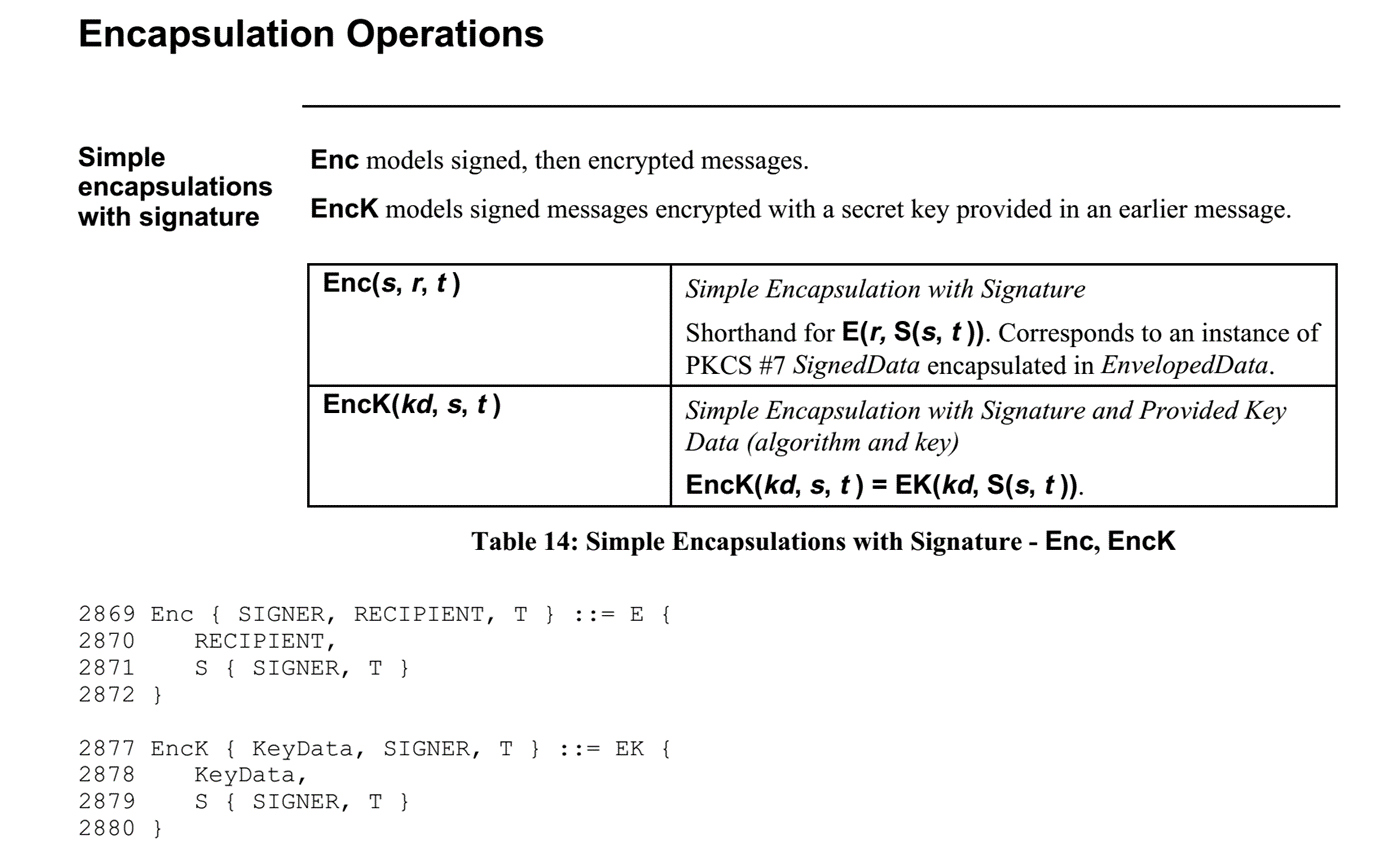 Encapsulation Operations
Simple
encapsulations
with signature
Enc models signed, then encrypted messages.
EncK models signed messages encrypted with a secret key provided in an earlier message.
Enc(s, r, t )
Simple Encapsulation with Signature
Shorthand for E(r, S(s, t )). Corresponds to an instance of
PKCS #7 SignedData encapsulated in EnvelopedData.
EncK(kd, s, t )
Simple Encapsulation with Signature and Provided Key
Data (algorithm and key)
EncK(kd, s, t ) = EK(kd, S(s, t )).
Table 14: Simple Encapsulations with Signature - Enc, EncK
2869 Enc { SIGNER, RECIPIENT, T } ::= E {
2870    RECIPIENT,
2871    S { SIGNER, T }
2872 }
2877 EncK { KeyData, SIGNER, T } ::= EK {
2878    KeyData,
2879    S { SIGNER, T }
2880 }